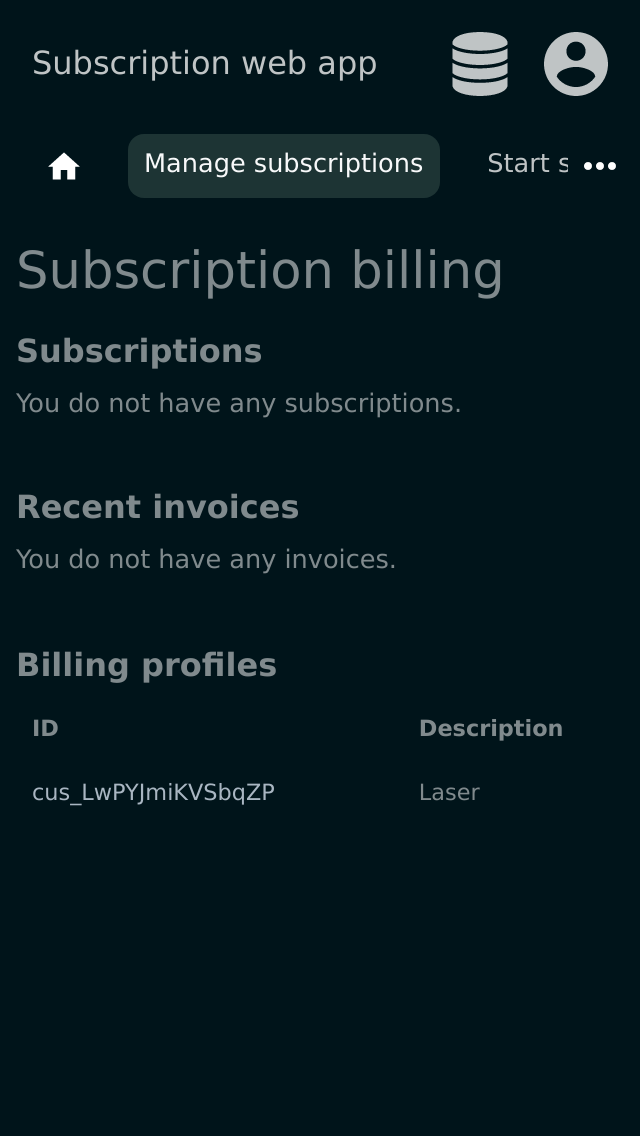 Subscription web app
Manage subscriptions
Start s
Subscription billing
Subscriptions
You do not have any subscriptions.
Recent invoices
You do not have any invoices.
Billing profiles
ID Description
cus_LwPYJmiKVSbqZP Laser